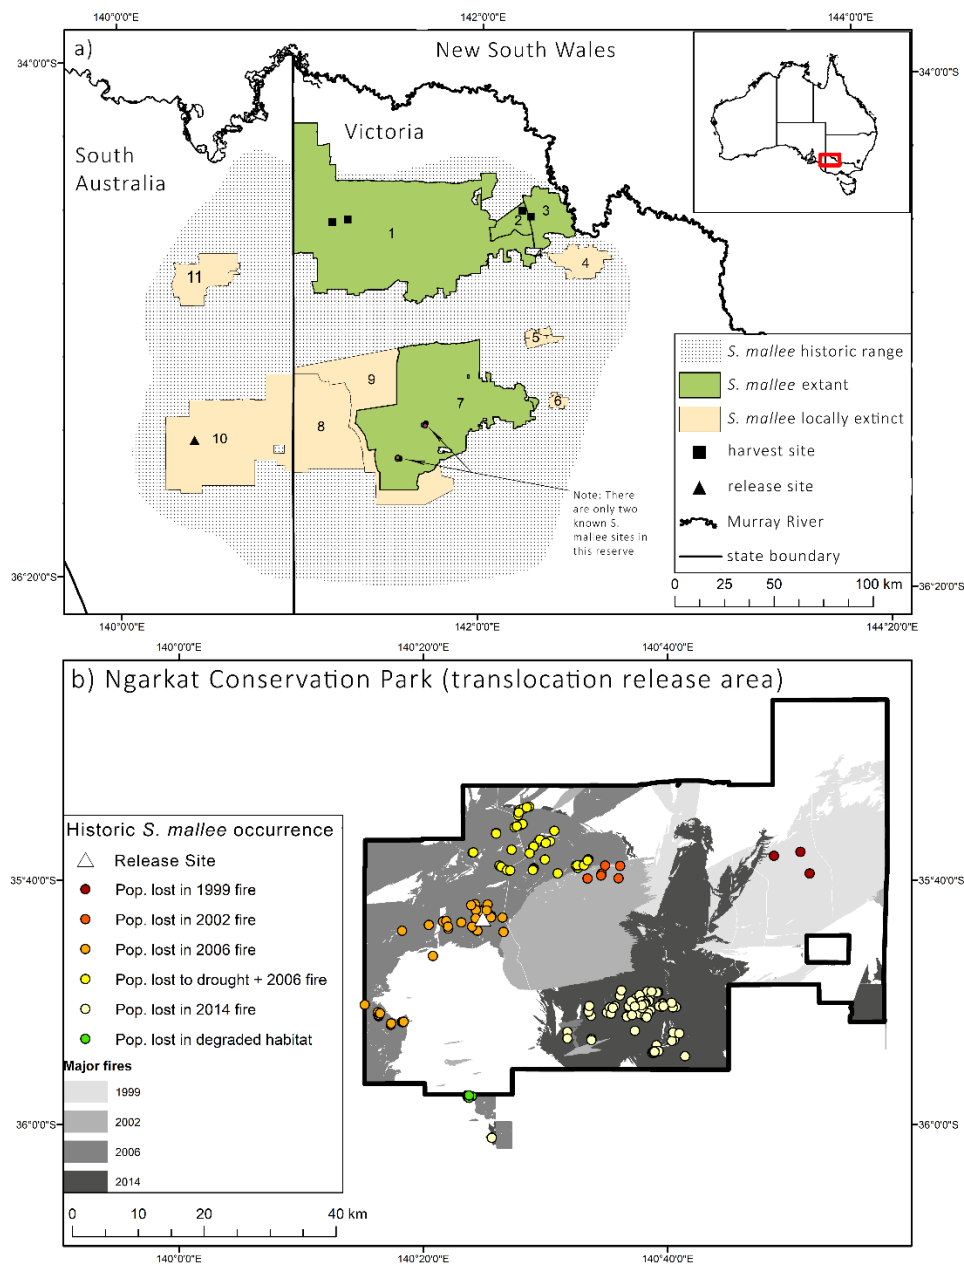 140°0'0"E
142°0'0"E
144°0'0"E
a)
New South Wales
34°0'0"S
34°0'0"S
Victoria
South
Australia
1
2
3
4
4
5
6
7
8
9
10
11
Note: There
are only two
known S.
mallee sites in
this reserve
S. mallee historic range
S. mallee extant
S. mallee locally extinct
harvest site
release site
Murray River
state boundary
0 25 50 100 km
36°20'0"S
36°20'0"S
140°0'0"E
142°0'0"E
144°20'0"E
140°0'0"E
140°20'0"E
140°40'0"E
b) Ngarkat Conservation Park (translocation release area)
Historic S. mallee occurrence
Release Site
Pop. lost in 1999 fire
Pop. lost in 2002 fire
Pop. lost in 2006 fire
Pop. lost to drought + 2006 fire
Pop. lost in 2014 fire
Pop. lost in degraded habitat
Major fires
1999
2002
2006
2014
0 10 20 40 km
35°40'0"S
35°40'0"S
36°0'0"S
36°0'0"S
140°0'0"E
140°20'0"E
140°40'0"E